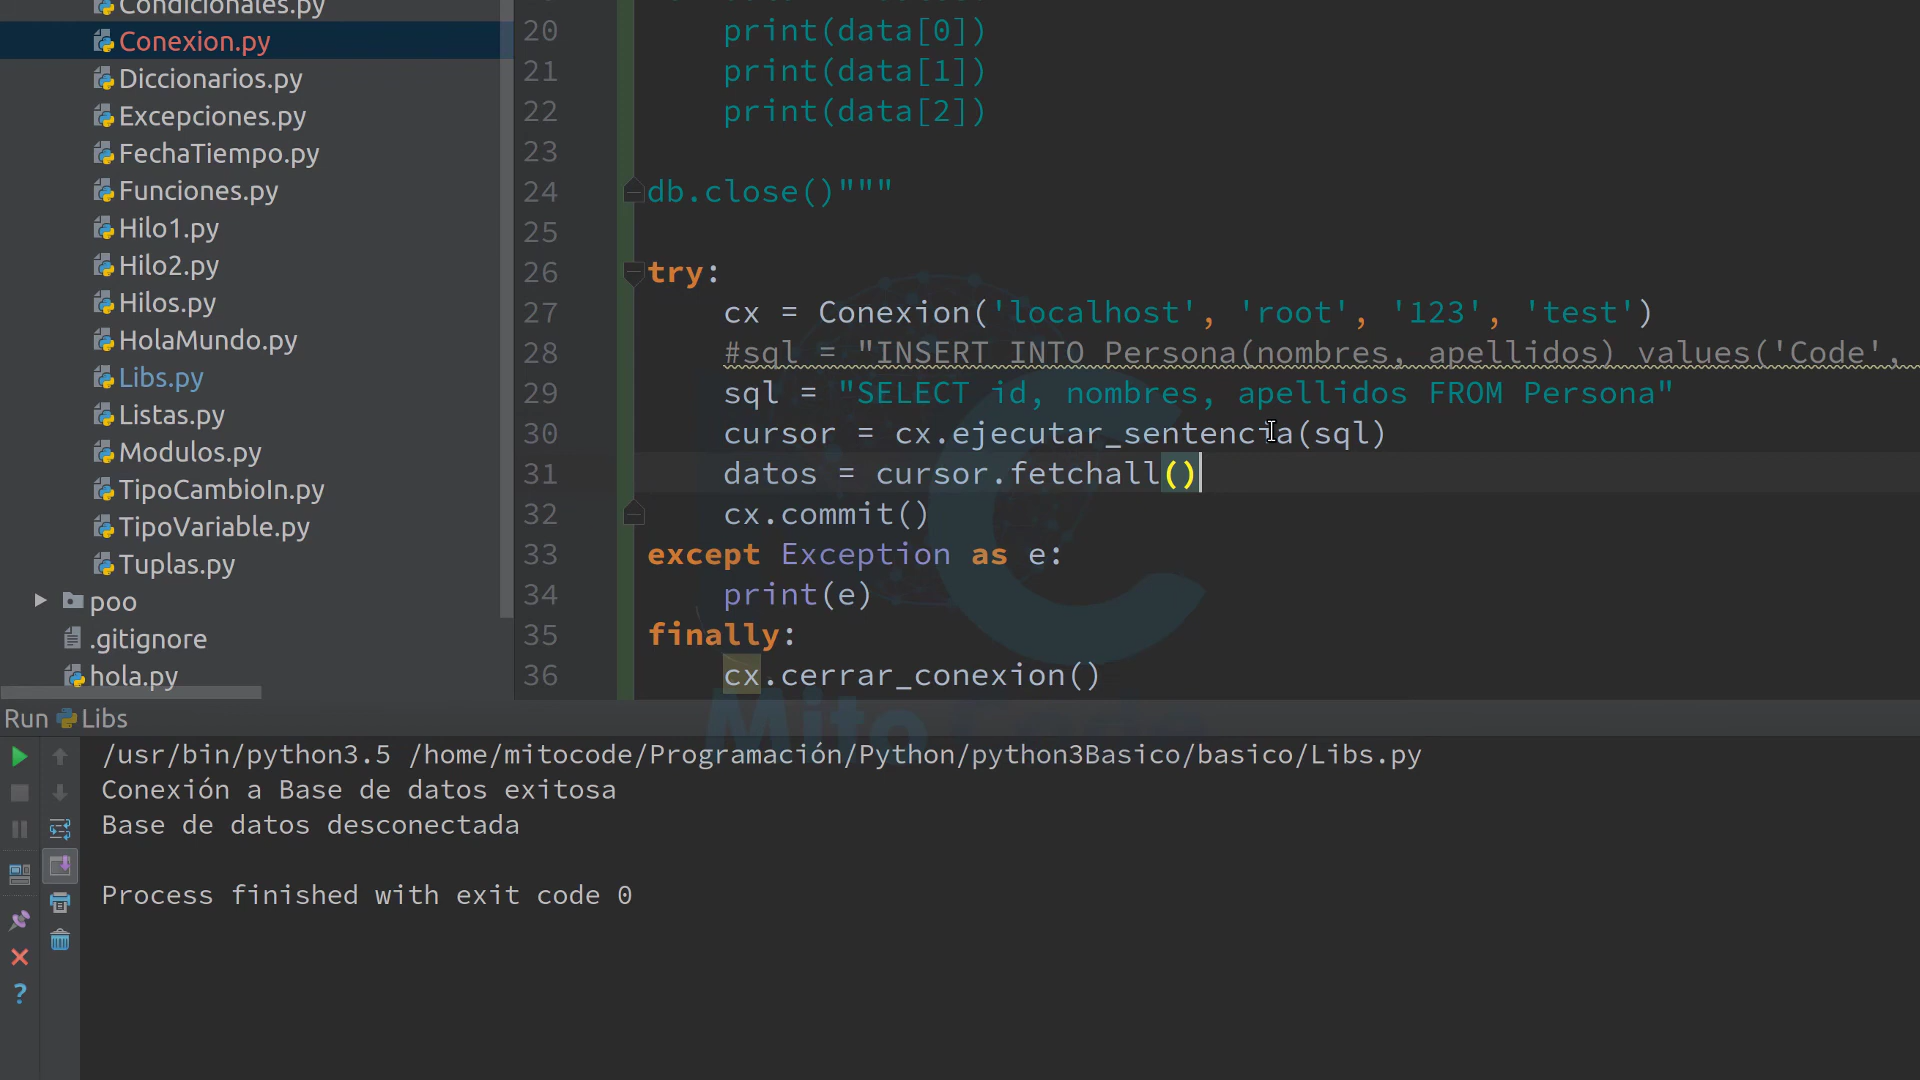 Condicionales.py
Conexion.py
Diccionarios.py
Excepciones.py
FechaTiempo.py
Funciones.py
Hilo1.py
Hilo2.py
Hilos.py
HolaMundo.py
Libs.py
Listas.py
Modulos.py
TipoCambioIn.py
TipoVariable.py
Tuplas.py
poo
.gitignore
hola.py
20 print(data[0])
21 print(data[1])
22 print(data[2])
23
24 db.close()"""
25
26 try:
27 cx = Conexion('localhost', 'root', '123', 'test')
28 #sql = "INSERT INTO Persona(nombres, apellidos) values('Code',
29 sql = "SELECT id, nombres, apellidos FROM Persona"
30 cursor = cx.ejecutar_sentencia(sql)
31 datos = cursor.fetchall()
32 cx.commit()
33 except Exception as e:
34 print(e)
35 finally:
36 cx.cerrar_conexion()
Mito Code
Run Libs
/usr/bin/python3.5 /home/mitocode/Programación/Python/python3Basico/basico/Libs.py
Conexión a Base de datos exitosa
Base de datos desconectada
Process finished with exit code 0